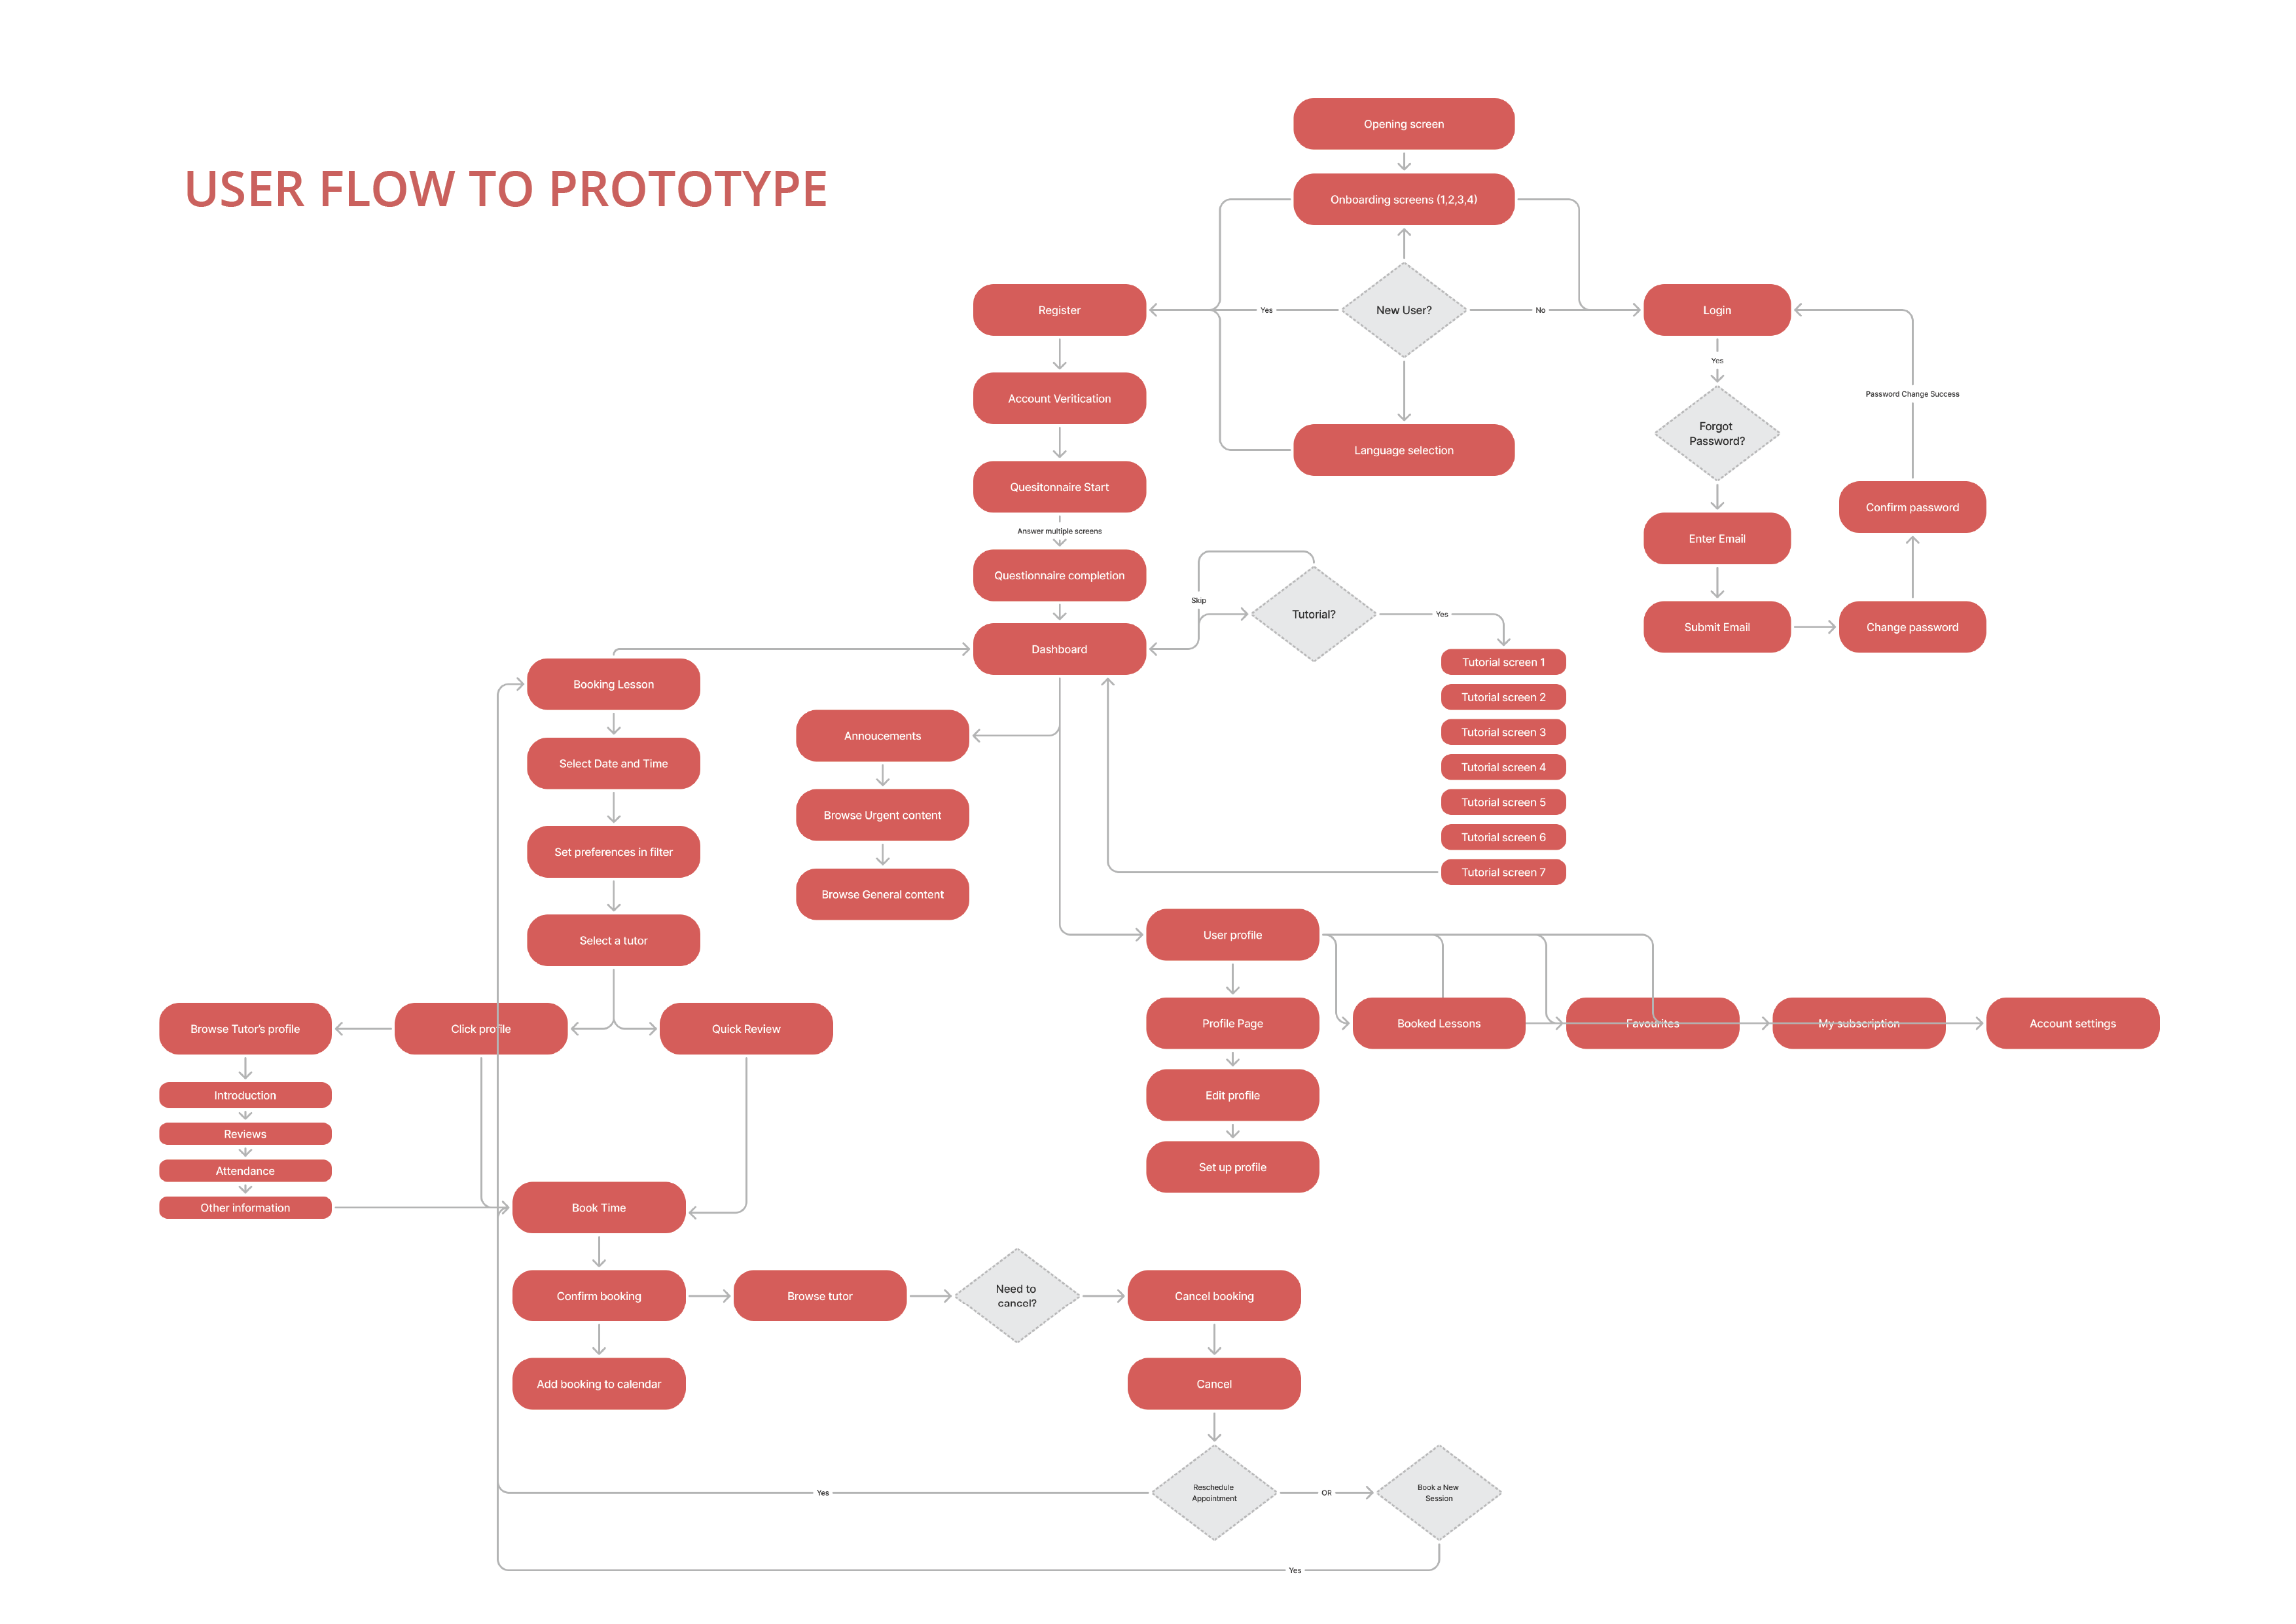 USER FLOW TO PROTOTYPE
Opening screen
Onboarding screens (1,2,3,4)
Register
Yes
New User?
No
Login
Yes
Account Veritication
Password Change Success
Forgot
Password?
Language selection
Quesitonnaire Start
Confirm password
Answer multiple screens
Enter Email
Questionnaire completion
Skip
Tutorial?
Yes
Submit Email
Change password
Dashboard
Tutorial screen 1
Booking Lesson
Tutorial screen 2
Annoucements
Tutorial screen 3
Select Date and Time
Tutorial screen 4
Browse Urgent content
Tutorial screen 5
Set preferences in filter
Tutorial screen 6
Tutorial screen 7
Browse General content
Select a tutor
User profile
Browse Tutor's profile
Click profile
Quick Review
Profile Page
Booked Lessons
Favourites
My subscription
Account settings
Introduction
Edit profile
Reviews
Attendance
Set up profile
Other information
Book Time
Confirm booking
Browse tutor
Need to
cancel?
Cancel booking
Add booking to calendar
Cancel
Yes
Reschedule
Appointment
OR
Book a New
Session
Yes